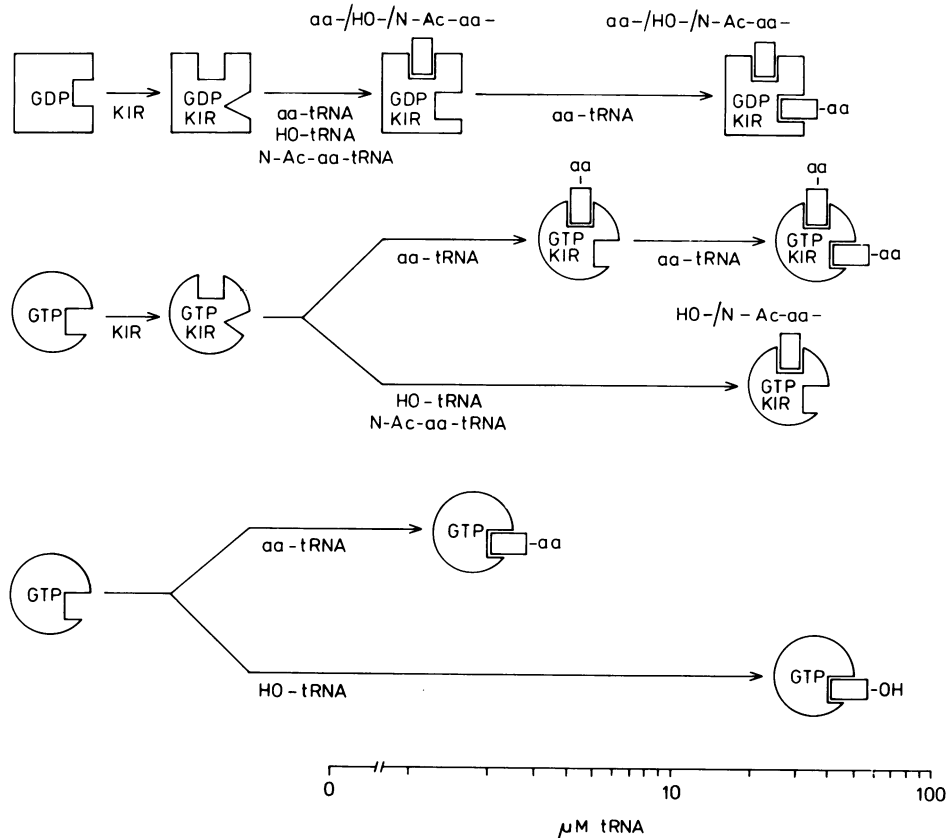 aa-/HO-/N-Ac-aa-
aa-/HO-/N-Ac-aa-
GDP
KIR
GDP
KIR
aa-tRNA
HO-tRNA
N-Ac-aa-tRNA
GDP
KIR
aa-tRNA
GDP
KIR
-aa
aa
aa
aa-tRNA
GTP
KIR
aa-tRNA
GTP
KIR
-aa
GTP
KIR
GTP
KIR
HO-/N-Ac-aa-
HO-tRNA
N-Ac-aa-tRNA
GTP
KIR
aa-tRNA
GTP
-aa
GTP
HO-tRNA
GTP
-OH
0
10
100
µM tRNA